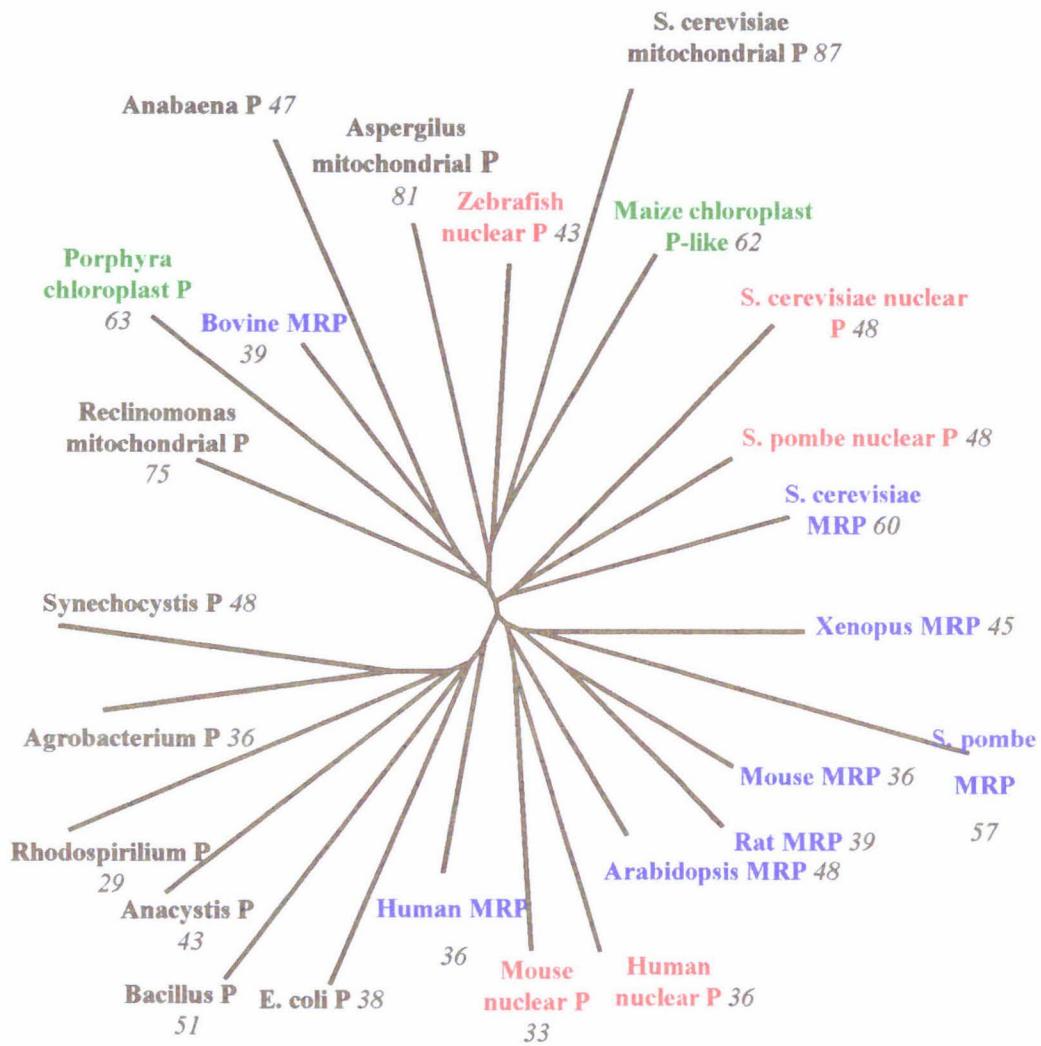 S. cerevisiae
mitochondrial P 87
Anabaena P 47
Aspergilus
mitochondrial P
81
Zebrafish
nuclear P 43
Maize chloroplast
P-like 62
Porphyra
chloroplast P
63
Bovine MRP
39
S. cerevisiae nuclear
P 48
Reclinomonas
mitochondrial P
75
S. pombe nuclear P 48
S. cerevisiae
MRP 60
Synechocystis P 48
Xenopus MRP 45
Agrobacterium P 36
S. pombe
MRP
57
Mouse MRP 36
Rat MRP 39
Arabidopsis MRP 48
Rhodospirilium P
29
Anacystis P
43
Human MRP
36
Bacillus P
51
E. coli P 38
Mouse
nuclear P
33
Human
nuclear P 36